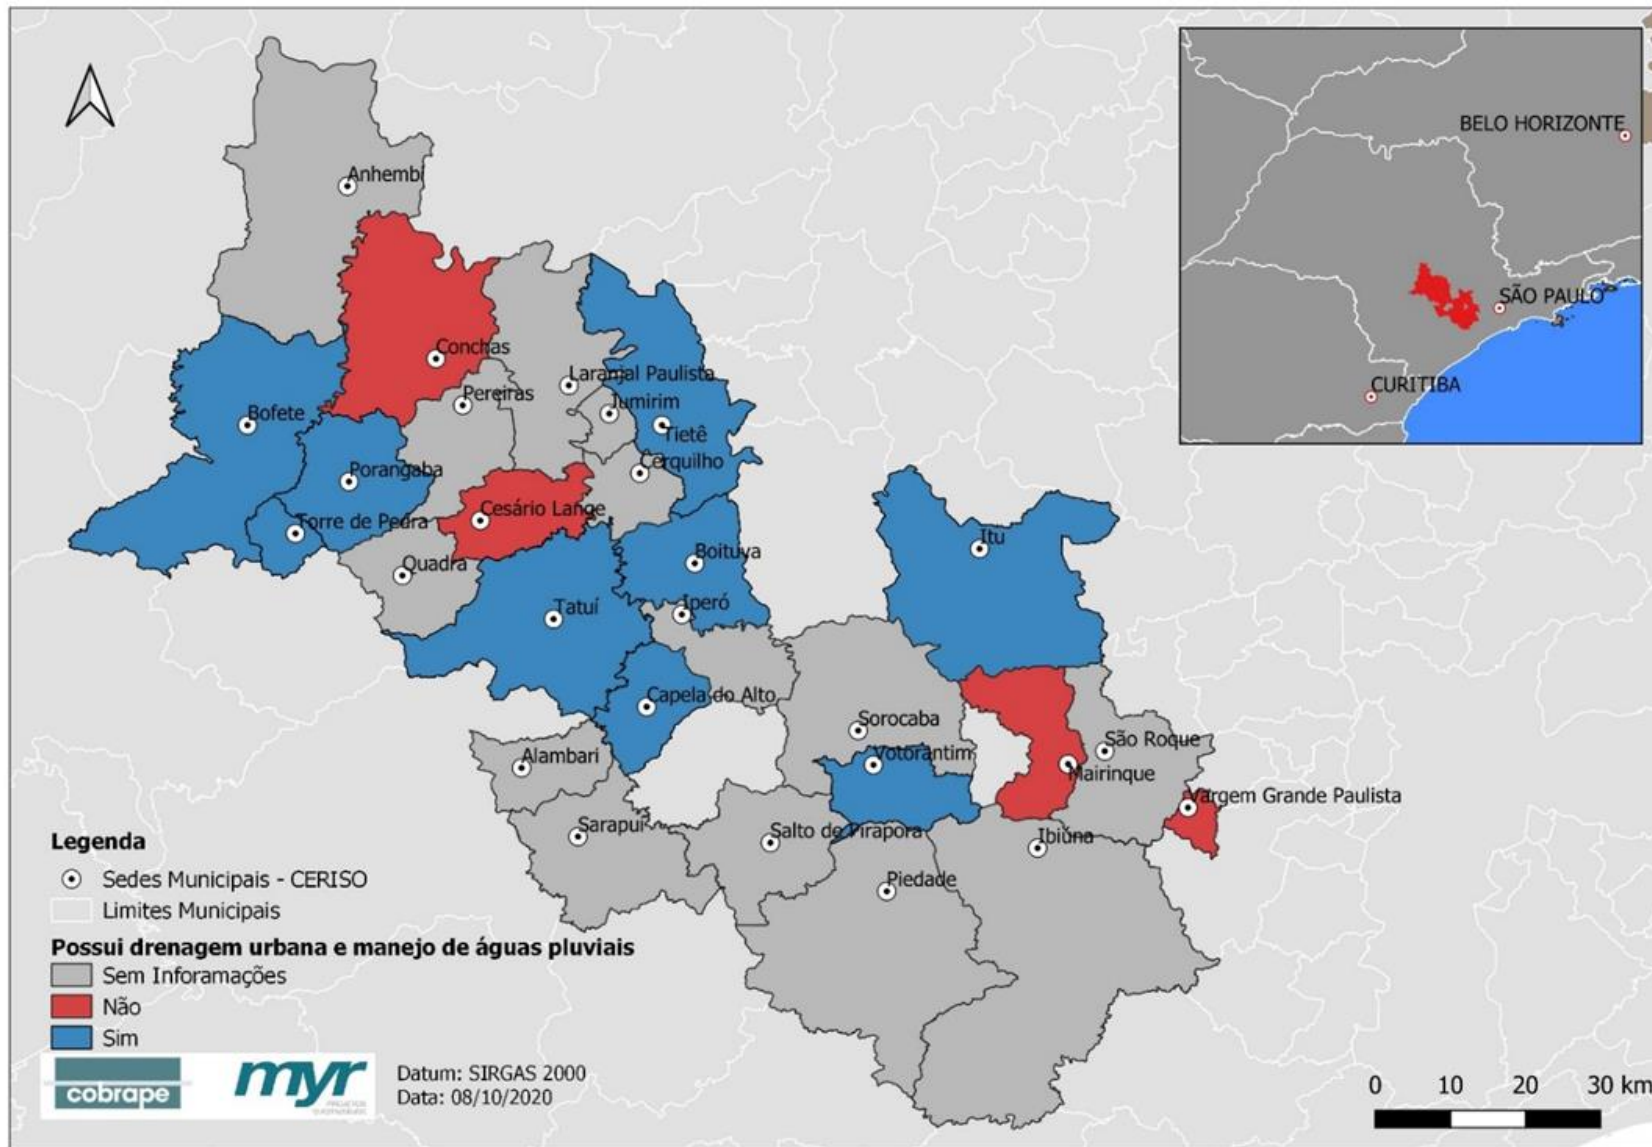 BELO HORIZONTE
SÃO PAULO
CURITIBA
Anhembi
Conchas
Laranjal Paulista
Pereiras
Jumirim
Bofete
Tietê
Cerquilho
Porangaba
Cesário Lange
Torre de Pedra
Itu
Boituva
Quadra
Tatuí
Iperó
Capela do Alto
Sorocaba
São Roque
Alambari
Votorantim
Mairinque
Vargem Grande Paulista
Sarapuí
Salto de Pirapora
Ibiúna
Piedade
Legenda
Sedes Municipais - CERISO
Limites Municipais
Possui drenagem urbana e manejo de águas pluviais
Sem Inforamações
Não
Sim
cobrape
myr
Datum: SIRGAS 2000
Data: 08/10/2020
0 10 20 30 km